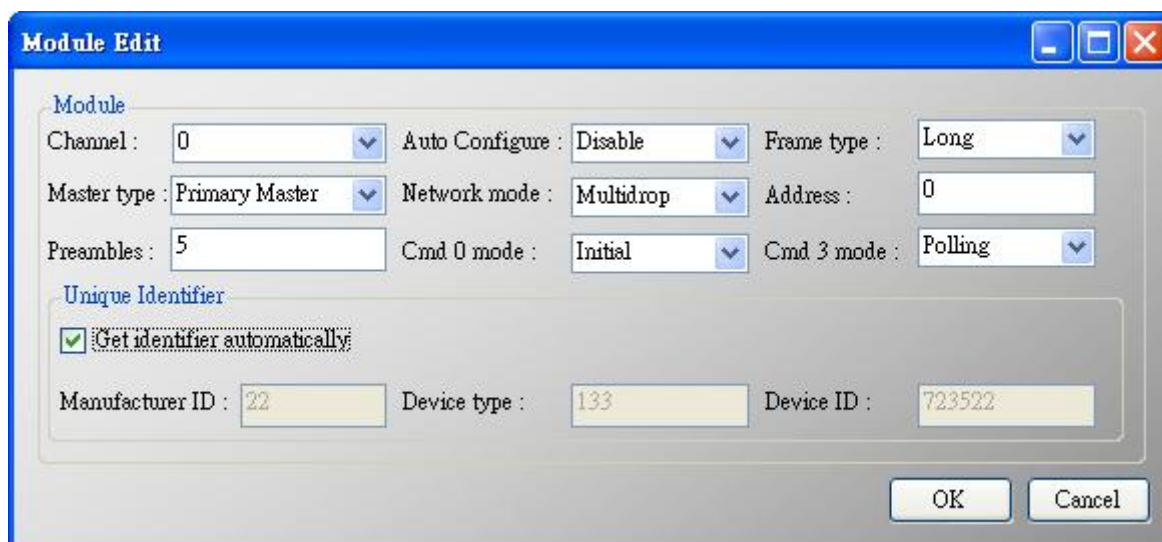 Module Edit
Module
Channel : 0 Auto Configure : Disable Frame type : Long
Master type : Primary Master Network mode : Multidrop Address : 0
Preambles : 5 Cmd 0 mode : Initial Cmd 3 mode : Polling
Unique Identifier
Get identifier automatically
Manufacturer ID : 22 Device type : 133 Device ID : 723522
OK Cancel